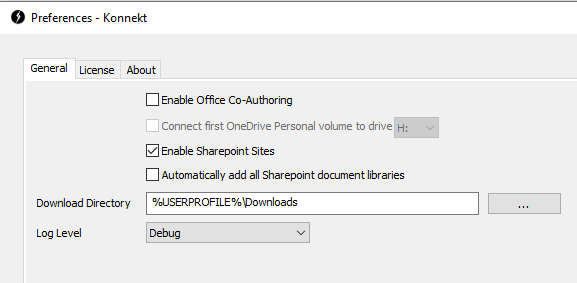 Preferences - Konnekt
General License About
Enable Office Co-Authoring
Connect first OneDrive Personal volume to drive H:
Enable Sharepoint Sites
Automatically add all Sharepoint document libraries
Download Directory %USERPROFILE%\Downloads ...
Log Level Debug